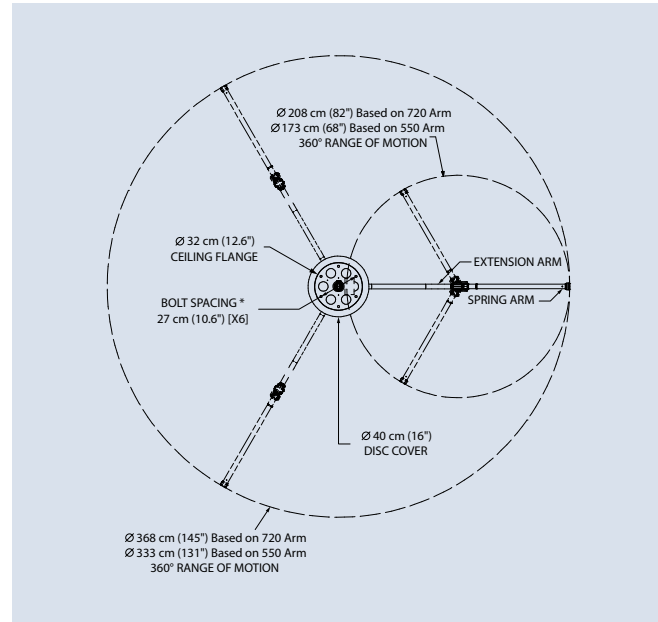 Ø 208 cm (82") Based on 720 Arm
Ø 173 cm (68") Based on 550 Arm
360° RANGE OF MOTION
Ø 32 cm (12.6")
CEILING FLANGE
EXTENSION ARM
BOLT SPACING *
27 cm (10.6") [X6]
SPRING ARM
Ø 40 cm (16")
DISC COVER
Ø 368 cm (145") Based on 720 Arm
Ø 333 cm (131") Based on 550 Arm
360° RANGE OF MOTION